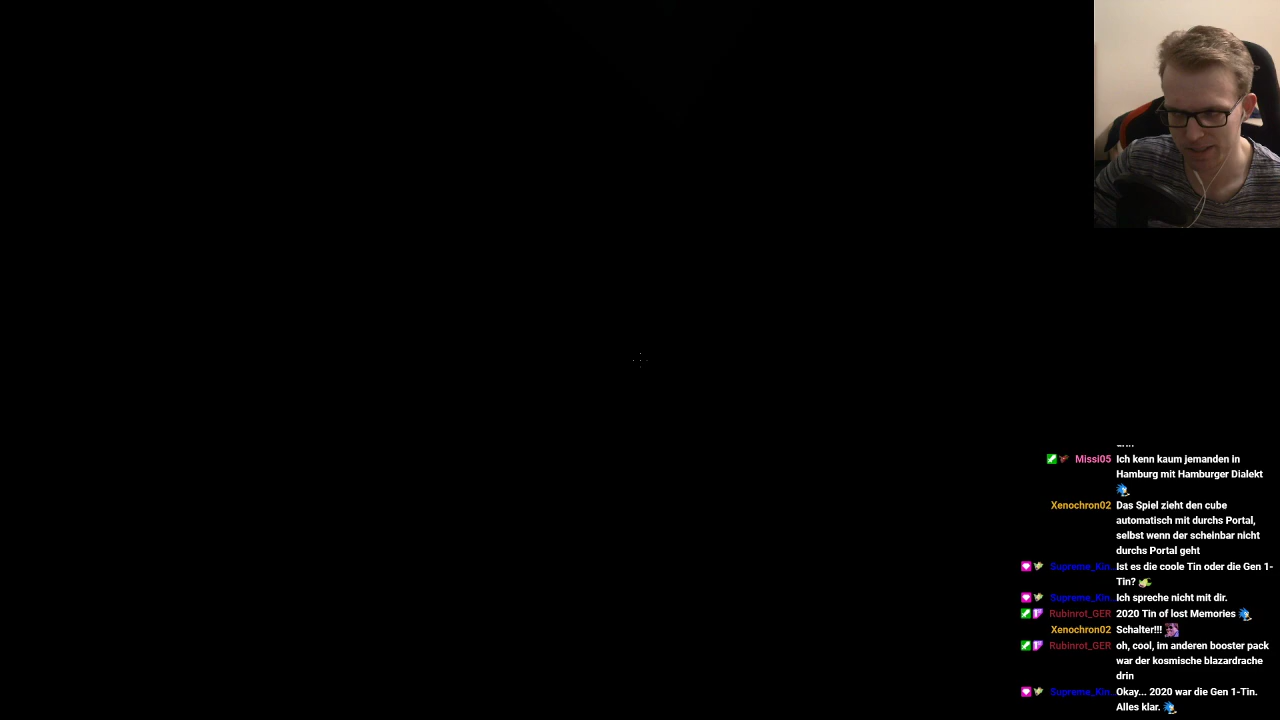 Missi05 Ich kenn kaum jemanden in
Hamburg mit Hamburger Dialekt
Xenochron02 Das Spiel zieht den cube
automatisch mit durchs Portal,
selbst wenn der scheinbar nicht
durchs Portal geht
Supreme_Kin.. Ist es die coole Tin oder die Gen 1-
Tin?
Supreme_Kin.. Ich spreche nicht mit dir.
Rubinrot_GER 2020 Tin of lost Memories
Xenochron02 Schalter!!!
Rubinrot_GER oh, cool, im anderen booster pack
war der kosmische blazardrache
drin
Supreme_Kin.. Okay... 2020 war die Gen 1-Tin.
Alles klar.